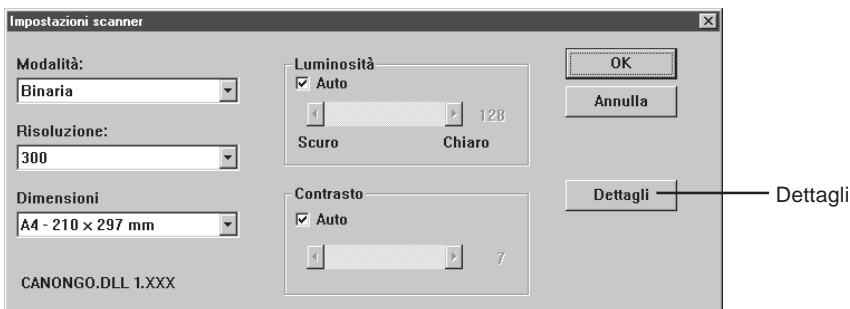 Impostazioni scanner
Modalità:
Binaria
Risoluzione:
300
Dimensioni
A4 - 210 × 297 mm
CANONGO.DLL 1.XXX
Luminosità
Auto
128
Scuro Chiaro
Contrasto
Auto
7
OK
Annulla
Dettagli
Dettagli